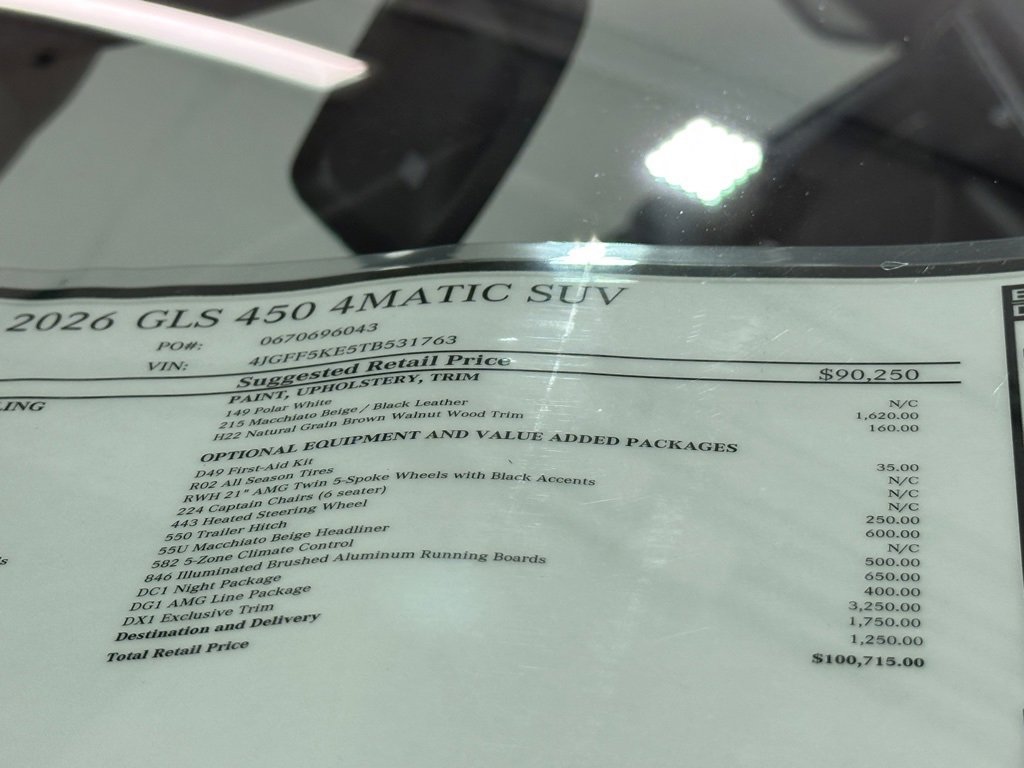 2026 GLS 450 4MATIC SUV
PO#: 0670696043
VIN: 4JGFF5KE5TB531763
Suggested Retail Price $90,250
LING
PAINT, UPHOLSTERY, TRIM
149 Polar White N/C
215 Macchiato Beige / Black Leather 1,620.00
H22 Natural Grain Brown Walnut Wood Trim 160.00
OPTIONAL EQUIPMENT AND VALUE ADDED PACKAGES
D49 First-Aid Kit 35.00
R02 All Season Tires N/C
RWH 21" AMG Twin 5-Spoke Wheels with Black Accents N/C
224 Captain Chairs (6 seater) N/C
443 Heated Steering Wheel 250.00
550 Trailer Hitch 600.00
55U Macchiato Beige Headliner N/C
582 5-Zone Climate Control 500.00
846 Illuminated Brushed Aluminum Running Boards 650.00
DC1 Night Package 400.00
DG1 AMG Line Package 3,250.00
DX1 Exclusive Trim 1,750.00
Destination and Delivery 1,250.00
Total Retail Price $100,715.00